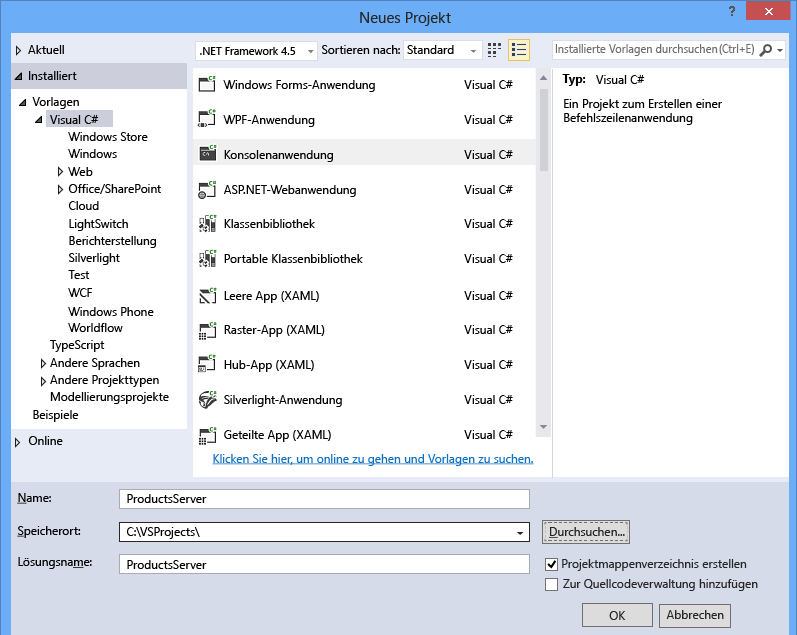 Neues Projekt
?
Aktuell
.NET Framework 4.5
Sortieren nach:
Standard
Installierte Vorlagen durchsuchen (Ctrl+E)
Installiert
Vorlagen
Visual C#
Windows Store
Windows
Web
Office/SharePoint
Cloud
LightSwitch
Berichterstellung
Silverlight
Test
WCF
Windows Phone
Worldflow
TypeScript
Andere Sprachen
Andere Projekttypen
Modellierungsprojekte
Beispiele
Online
Windows Forms-Anwendung Visual C#
WPF-Anwendung Visual C#
Konsolenanwendung Visual C#
ASP.NET-Webanwendung Visual C#
Klassenbibliothek Visual C#
Portable Klassenbibliothek Visual C#
Leere App (XAML) Visual C#
Raster-App (XAML) Visual C#
Hub-App (XAML) Visual C#
Silverlight-Anwendung Visual C#
Geteilte App (XAML) Visual C#
Klicken Sie hier, um online zu gehen und Vorlagen zu suchen.
Typ: Visual C#
Ein Projekt zum Erstellen einer
Befehlszeilenanwendung
Name: ProductsServer
Speicherort: C:\VSProjects\ Durchsuchen...
Lösungsname: ProductsServer
Projektmappenverzeichnis erstellen
Zur Quellcodeverwaltung hinzufügen
OK Abbrechen